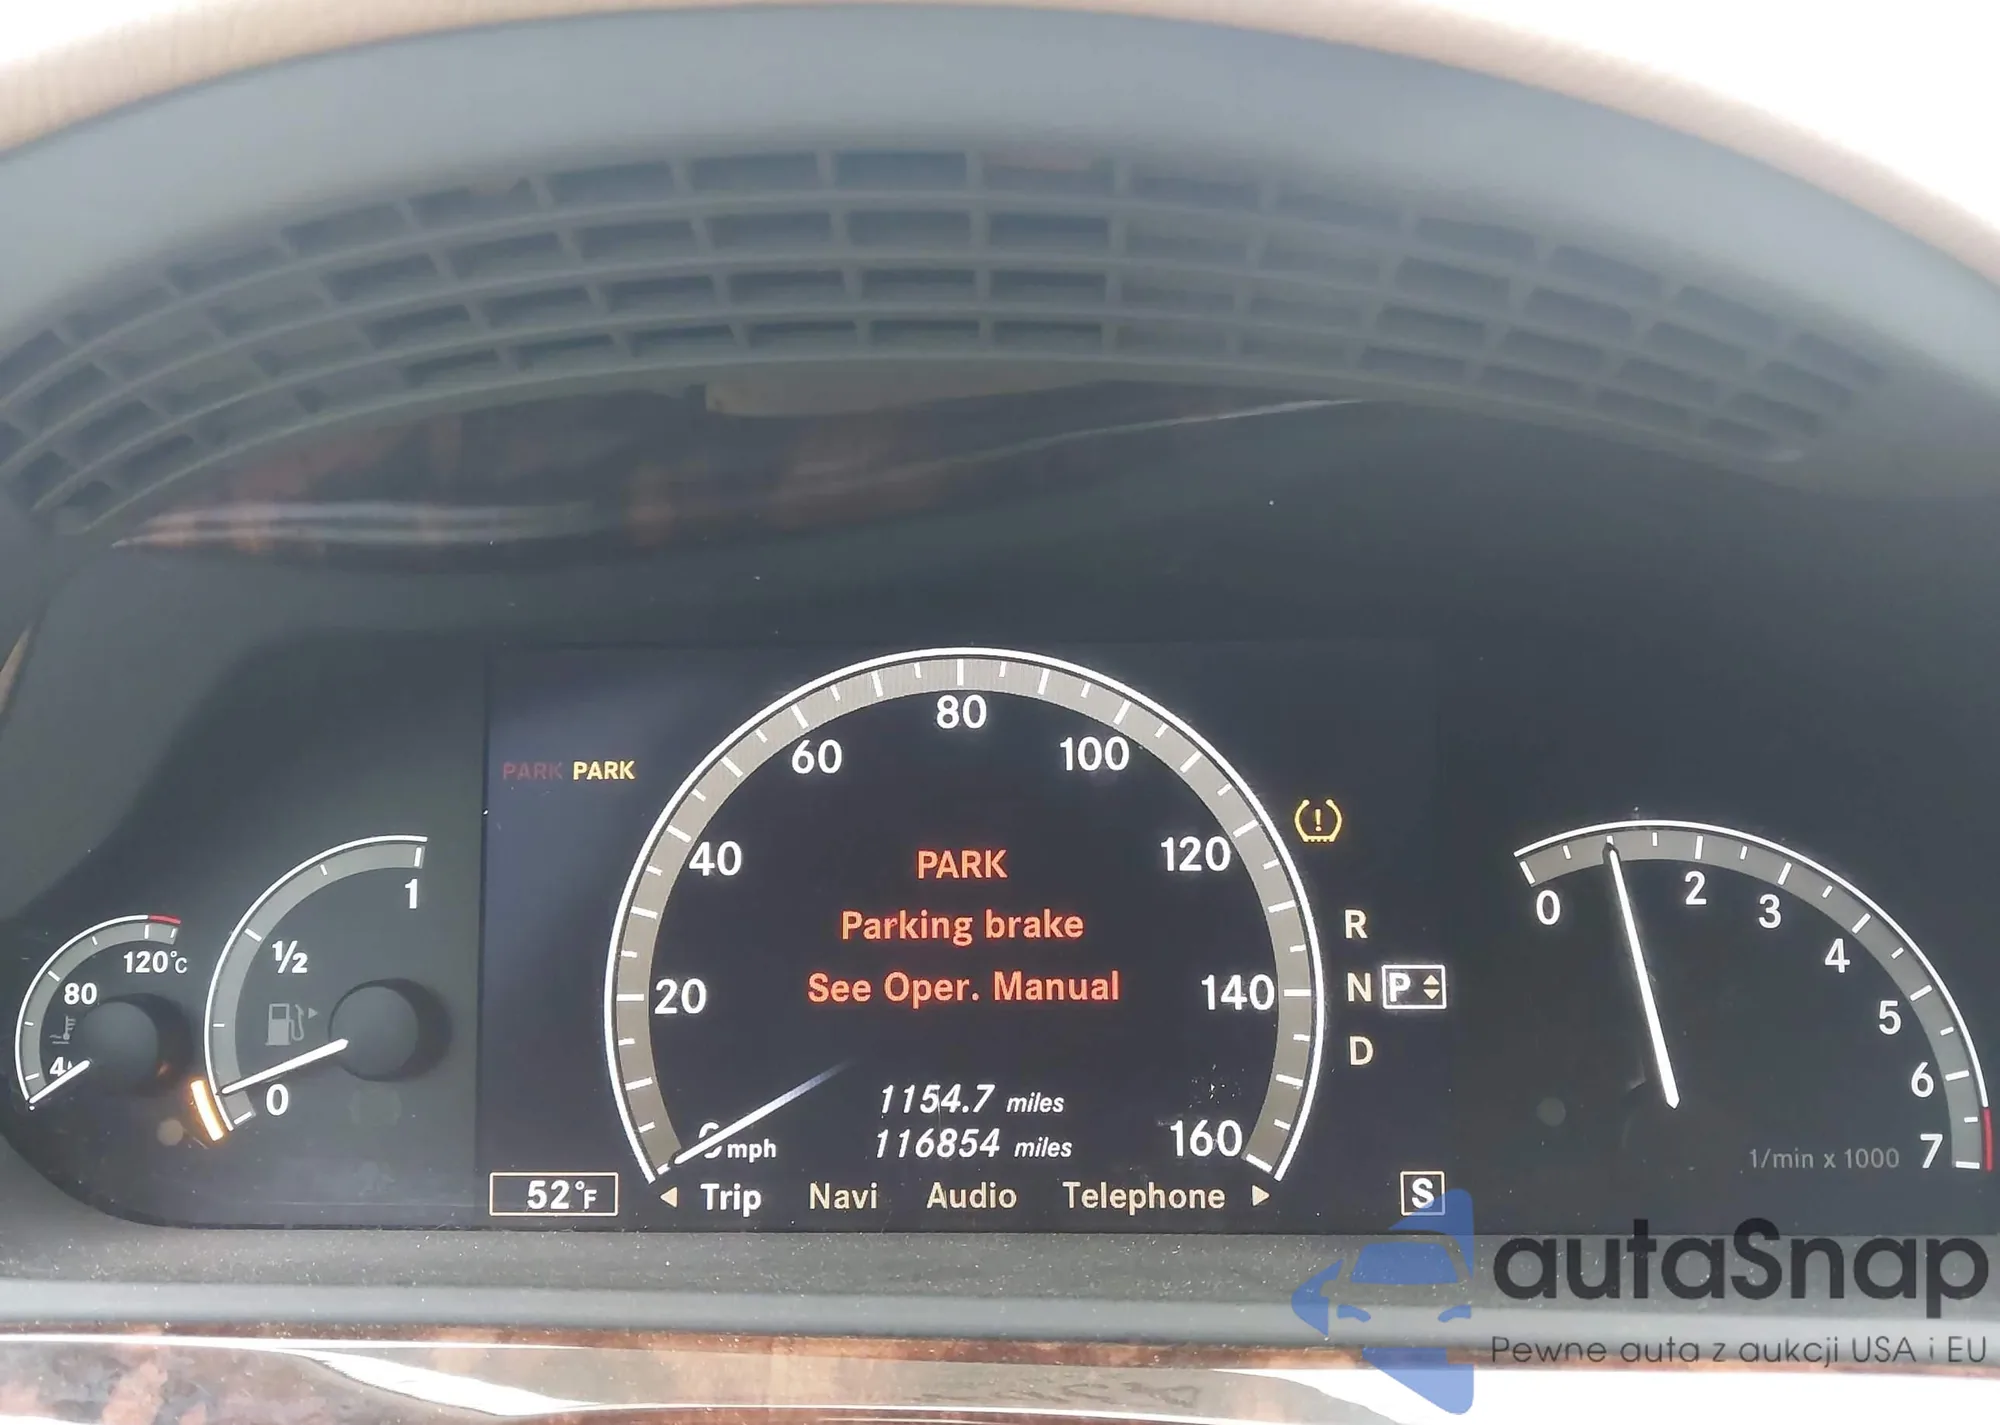 PARK PARK
80
60
100
40
120
20
140
0 mph
160
PARK
Parking brake
See Oper. Manual
1154.7 miles
116854 miles
52°F
Trip Navi Audio Telephone
120°C
80
1
½
0
R
N P
D
S
0
2
3
4
5
6
7
1/min x 1000
autaSnap
Pewne auta z aukcji USA i EU